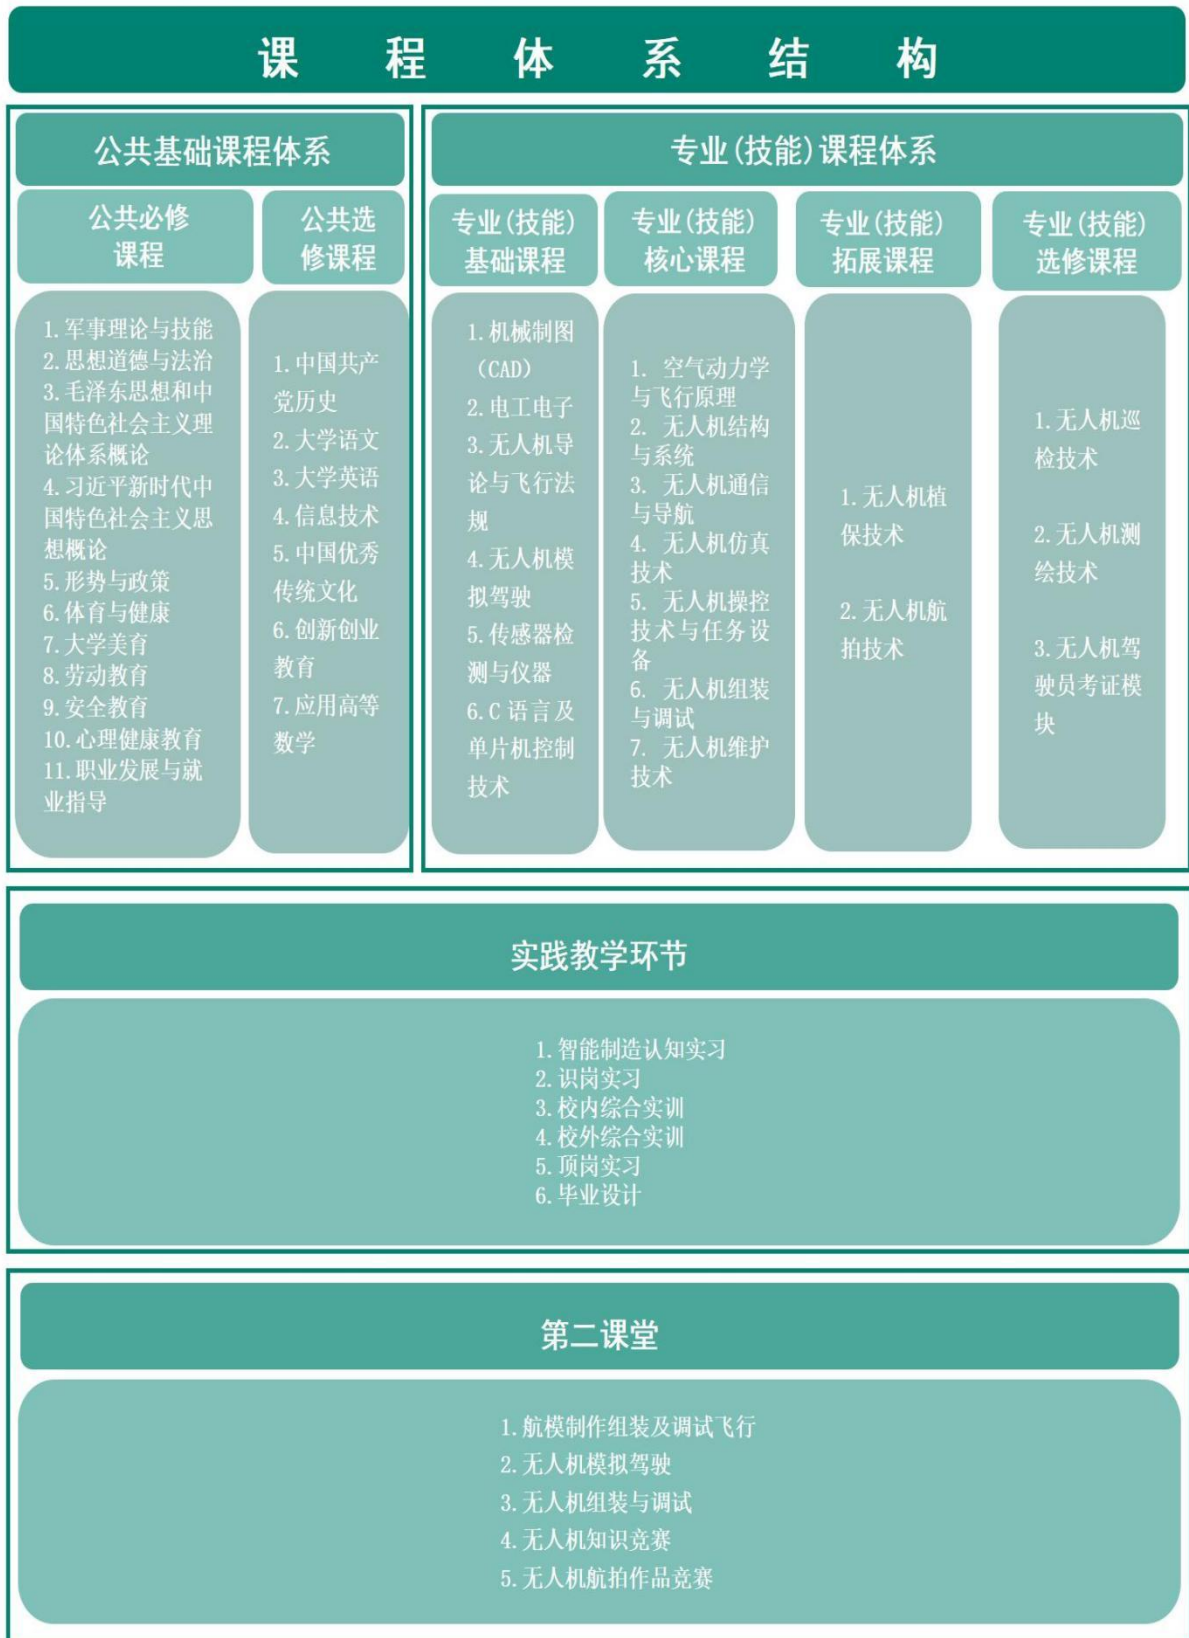 课程体系结构
公共基础课程体系
公共必修
课程
1.军事理论与技能
2.思想道德与法治
3.毛泽东思想和中
国特色社会主义理
论体系概论
4.习近平新时代中
国特色社会主义思
想概论
5.形势与政策
6.体育与健康
7.大学美育
8.劳动教育
9.安全教育
10.心理健康教育
11.职业发展与就
业指导
公共选
修课程
1.中国共产
党历史
2.大学语文
3.大学英语
4.信息技术
5.中国优秀
传统文化
6.创新创业
教育
7.应用高等
数学
专业(技能)课程体系
专业(技能)
基础课程
1.机械制图
(CAD)
2.电工电子
3.无人机导
论与飞行法
规
4.无人机模
拟驾驶
5.传感器检
测与仪器
6.C 语言及
单片机控制
技术
专业(技能)
核心课程
1. 空气动力学
与飞行原理
2. 无人机结构
与系统
3. 无人机通信
与导航
4. 无人机仿真
技术
5. 无人机操控
技术与任务设
备
6. 无人机组装
与调试
7. 无人机维护
技术
专业(技能)
拓展课程
1.无人机植
保技术
2.无人机航
拍技术
专业(技能)
选修课程
1.无人机巡
检技术
2.无人机测
绘技术
3.无人机驾
驶员考证模
块
实践教学环节
1.智能制造认知实习
2.识岗实习
3.校内综合实训
4.校外综合实训
5.顶岗实习
6.毕业设计
第二课堂
1.航模制作组装及调试飞行
2.无人机模拟驾驶
3.无人机组装与调试
4.无人机知识竞赛
5.无人机航拍作品竞赛